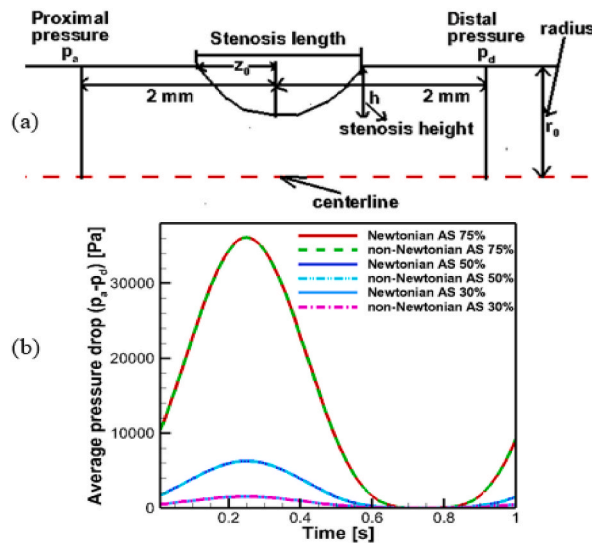 Proximal pressure pₐ
Stenosis length
Distal pressure p_d
radius
z₀
2 mm
2 mm
h
stenosis height
r₀
(a)
centerline
(b)
Average pressure drop (pₐ-p_d) [Pa]
30000
20000
10000
0
Newtonian AS 75%
non-Newtonian AS 75%
Newtonian AS 50%
non-Newtonian AS 50%
Newtonian AS 30%
non-Newtonian AS 30%
0.2
0.4
0.6
0.8
1
Time [s]